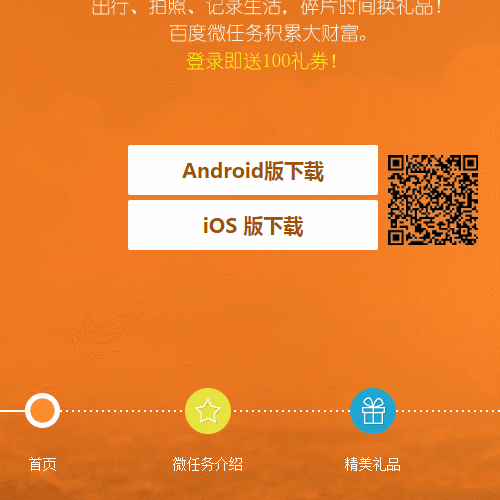 出行、拍照、记录生活，碎片时间换礼品！
百度微任务积累大财富。
登录即送100礼券！
Android版下载
iOS 版下载
首页
微任务介绍
精美礼品